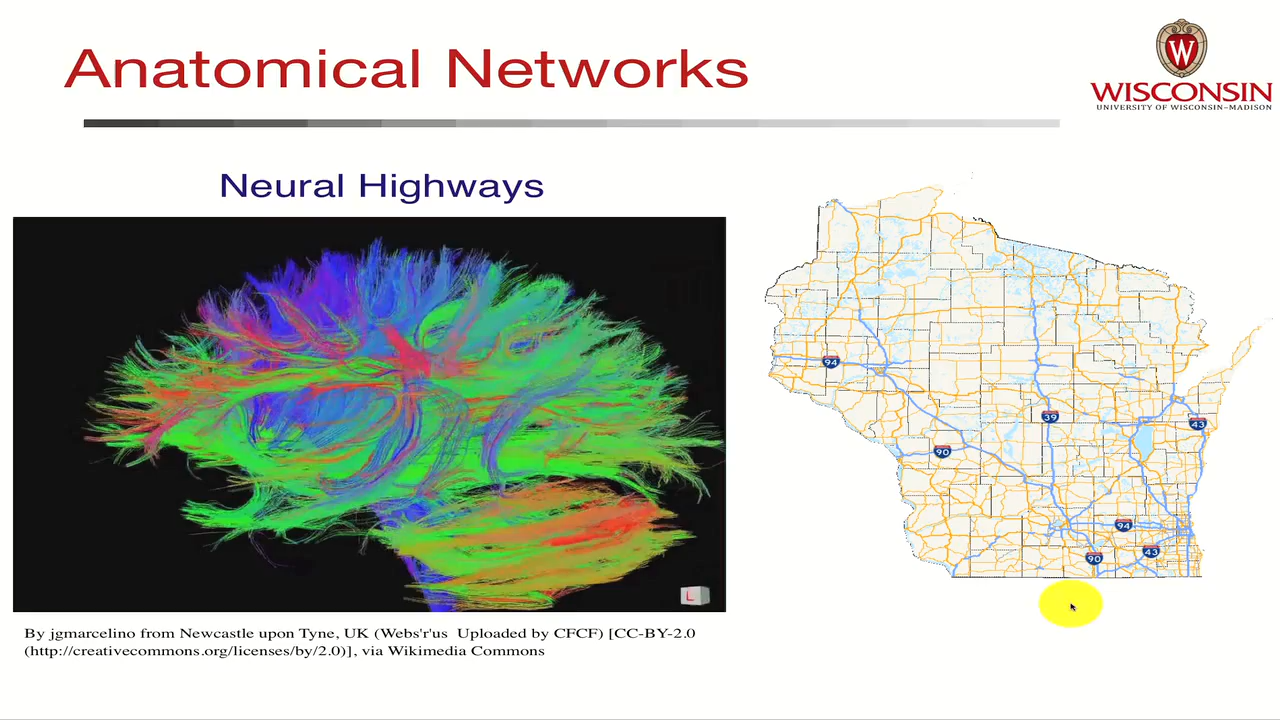 Anatomical Networks
W
WISCONSIN
UNIVERSITY OF WISCONSIN–MADISON
Neural Highways
94
39
43
90
94
43
90
L
By jgmarcelino from Newcastle upon Tyne, UK (Webs'r'us  Uploaded by CFCF) [CC-BY-2.0
(http://creativecommons.org/licenses/by/2.0)], via Wikimedia Commons